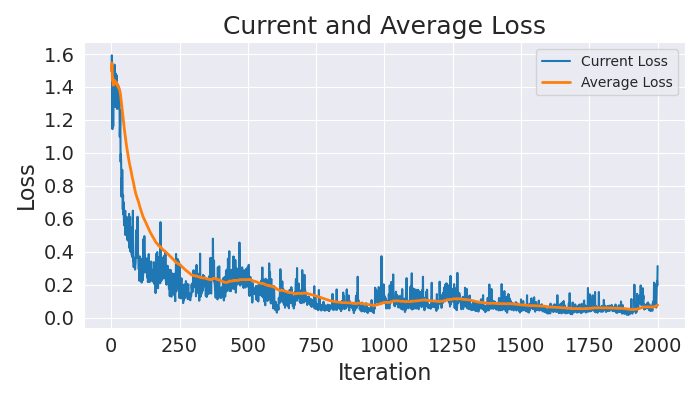 Current and Average Loss
Current Loss
Average Loss
1.6
1.4
1.2
1.0
0.8
0.6
0.4
0.2
0.0
Loss
0 250 500 750 1000 1250 1500 1750 2000
Iteration